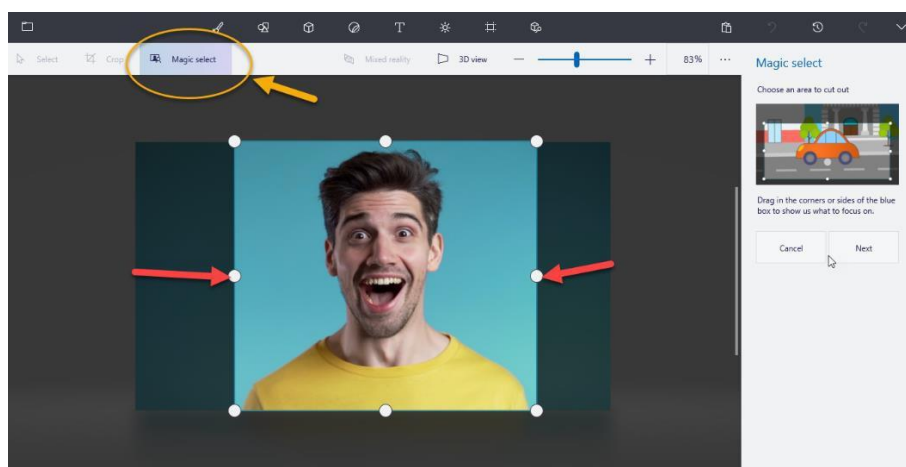 Select Crop Magic select Mixed reality 3D view 83%
Magic select
Choose an area to cut out
Drag in the corners or sides of the blue
box to show us what to focus on.
Cancel Next